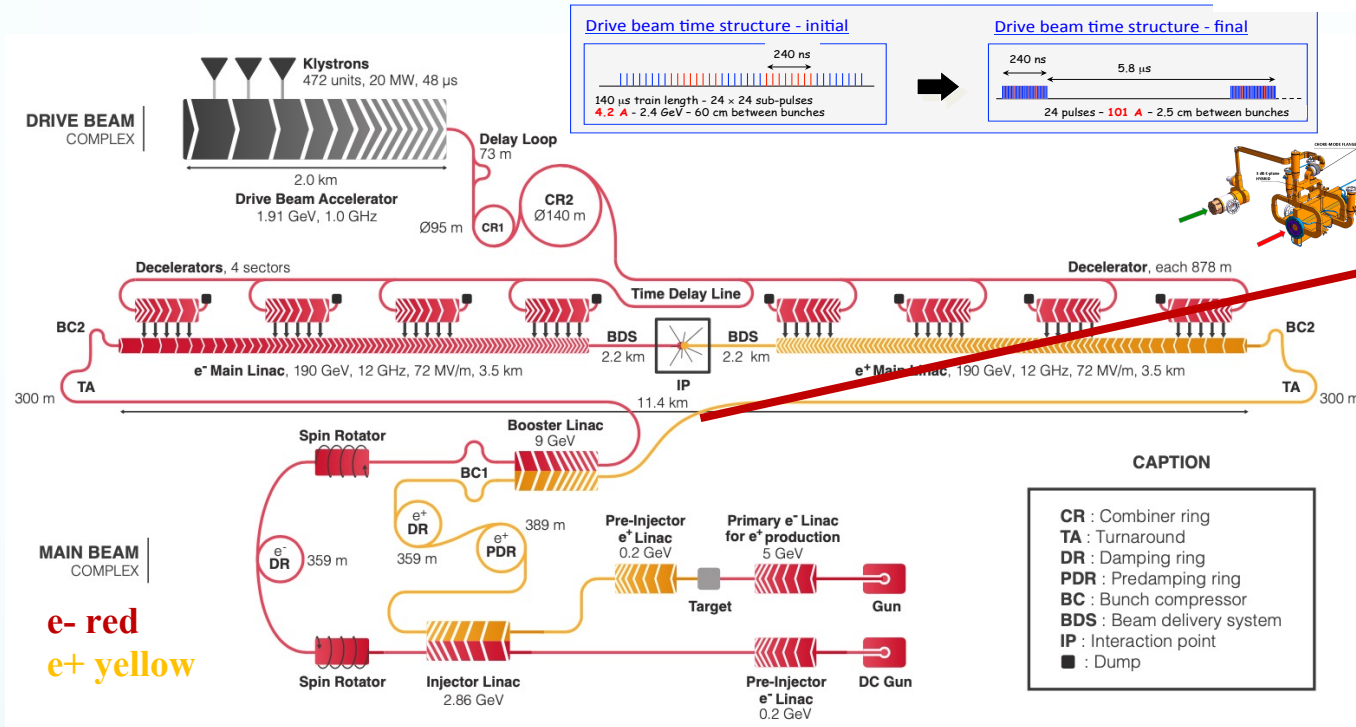 Drive beam time structure - initial
240 ns
140 µs train length - 24 × 24 sub-pulses
4.2 A - 2.4 GeV – 60 cm between bunches
Drive beam time structure - final
240 ns
5.8 µs
24 pulses – 101 A – 2.5 cm between bunches
Klystrons
472 units, 20 MW, 48 µs
DRIVE BEAM
COMPLEX
2.0 km
Drive Beam Accelerator
1.91 GeV, 1.0 GHz
Delay Loop
73 m
CR2
Ø140 m
Ø95 m
CR1
CHOKE-MODE FLANGE
3 dB E-plane
HYBRID
Decelerators, 4 sectors
Time Delay Line
Decelerator, each 878 m
BC2
BDS
2.2 km
BDS
2.2 km
BC2
e- Main Linac, 190 GeV, 12 GHz, 72 MV/m, 3.5 km
IP
e+ Main Linac, 190 GeV, 12 GHz, 72 MV/m, 3.5 km
TA
TA
300 m
300 m
11.4 km
Spin Rotator
Booster Linac
9 GeV
BC1
CAPTION
CR : Combiner ring
TA : Turnaround
DR : Damping ring
PDR : Predamping ring
BC : Bunch compressor
BDS : Beam delivery system
IP : Interaction point
: Dump
MAIN BEAM
COMPLEX
e- DR
359 m
e+ DR
359 m
e+ PDR
389 m
Pre-Injector
e+ Linac
0.2 GeV
Primary e- Linac
for e+ production
5 GeV
Target
Gun
e- red
e+ yellow
Spin Rotator
Injector Linac
2.86 GeV
Pre-Injector
e- Linac
0.2 GeV
DC Gun